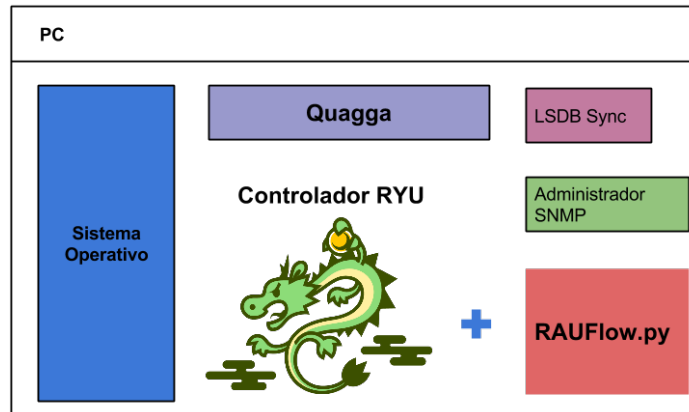 PC
Quagga
LSDB Sync
Controlador RYU
Administrador
SNMP
Sistema
Operativo
RAUFlow.py